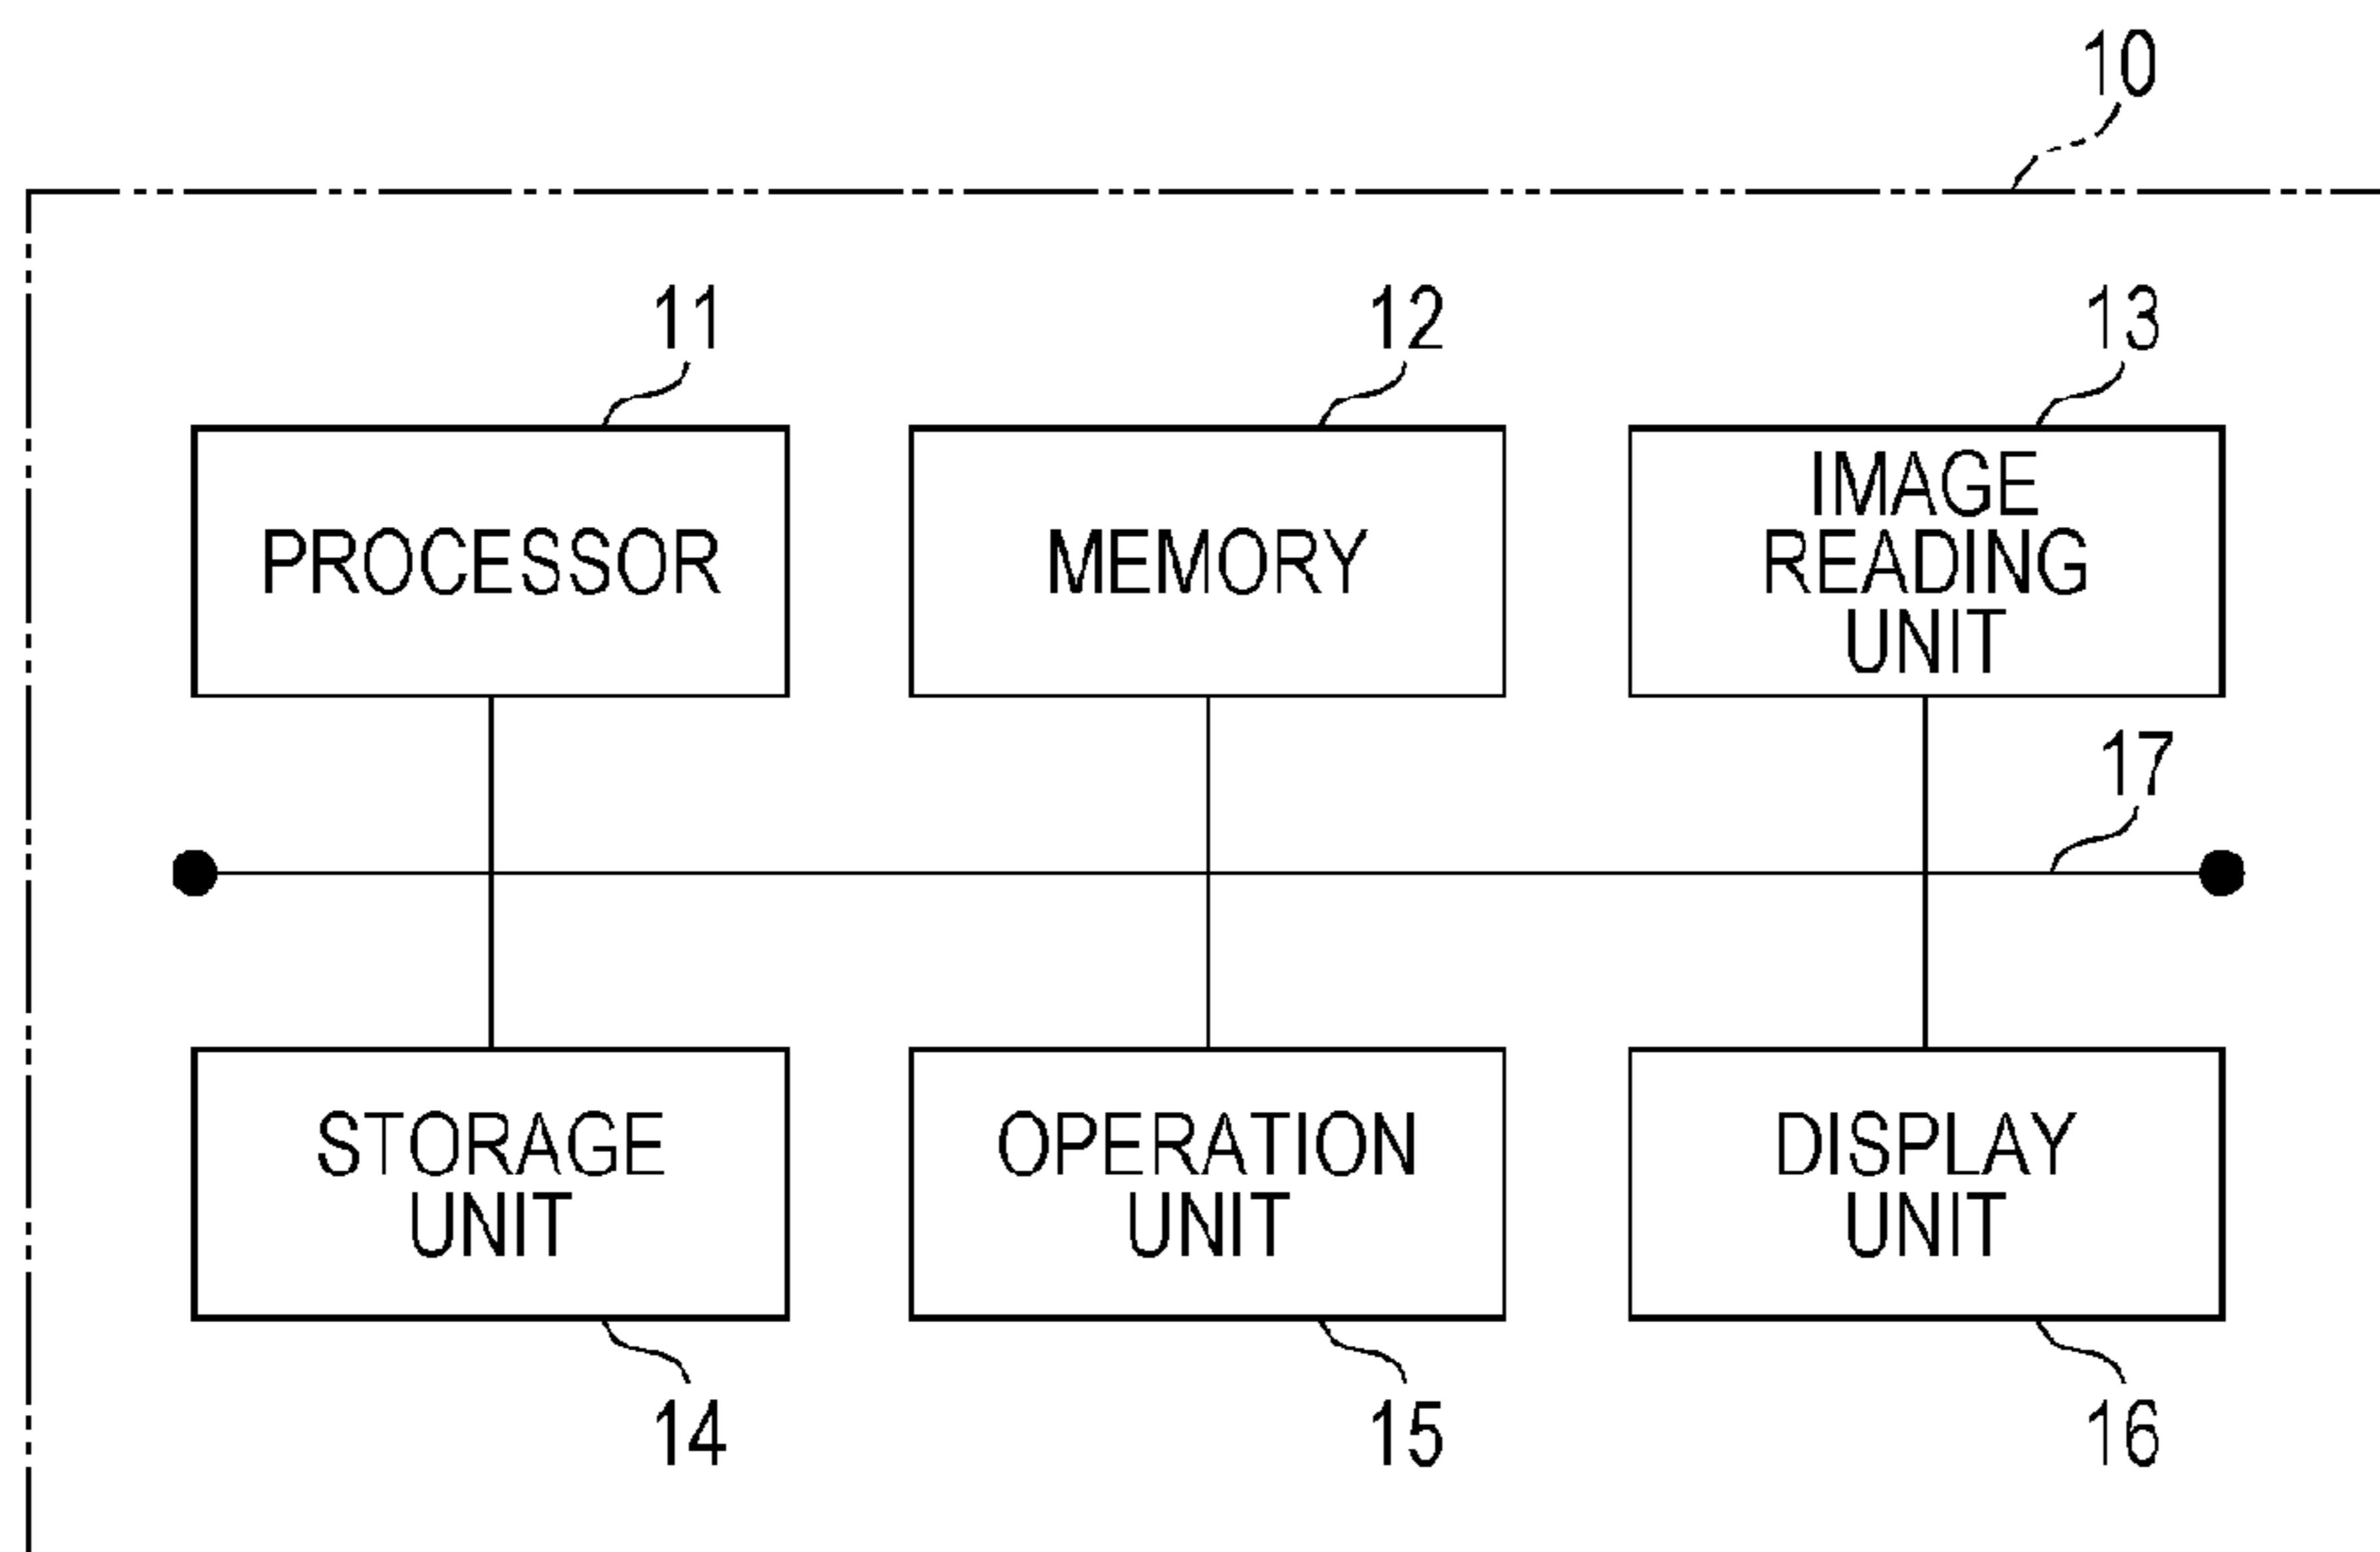 10
11
12
13
PROCESSOR
MEMORY
IMAGE
READING
UNIT
17
STORAGE
UNIT
OPERATION
UNIT
DISPLAY
UNIT
14
15
16